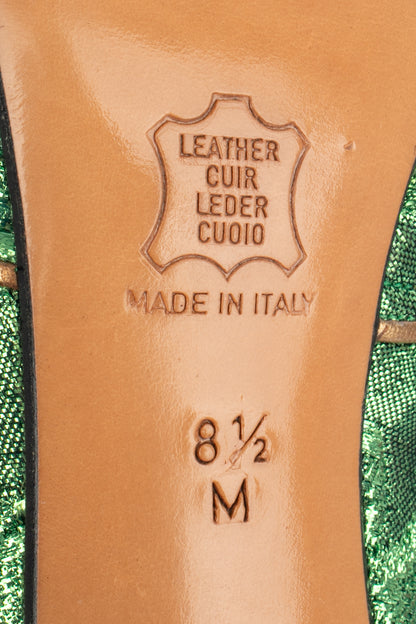 LEATHER
CUIR
LEDER
CUOIO
MADE IN ITALY
8 ½
M